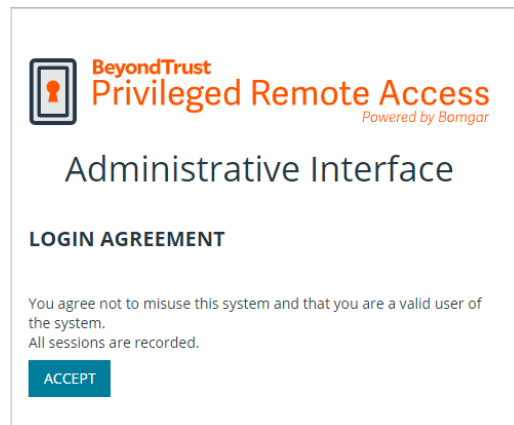 BeyondTrust
Privileged Remote Access
Powered by Bomgar
Administrative Interface
LOGIN AGREEMENT
You agree not to misuse this system and that you are a valid user of
the system.
All sessions are recorded.
ACCEPT